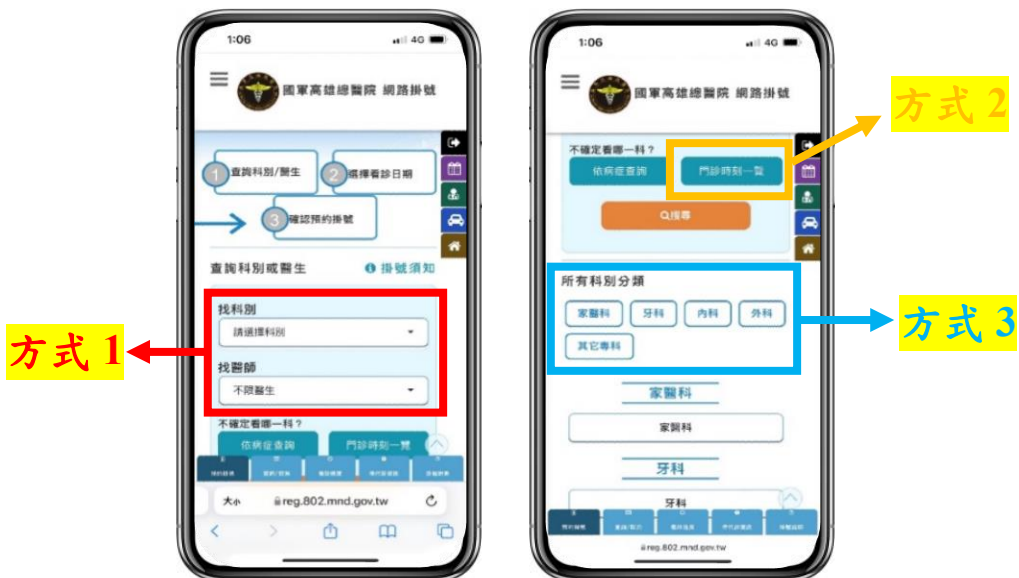 1:06
4G
國軍高雄總醫院 網路掛號
1
查詢科別/醫生
2
選擇看診日期
3
確認預約掛號
查詢科別或醫生
掛號須知
找科別
請選擇科別
找醫師
不限醫生
不確定看哪一科？
依病症查詢
門診時刻一覽
大小
reg.802.mnd.gov.tw
方式 1
1:06
4G
國軍高雄總醫院 網路掛號
不確定看哪一科？
依病症查詢
門診時刻一覽
搜尋
所有科別分類
家醫科
牙科
內科
外科
其它專科
家醫科
家醫科
牙科
牙科
reg.802.mnd.gov.tw
方式 2
方式 3